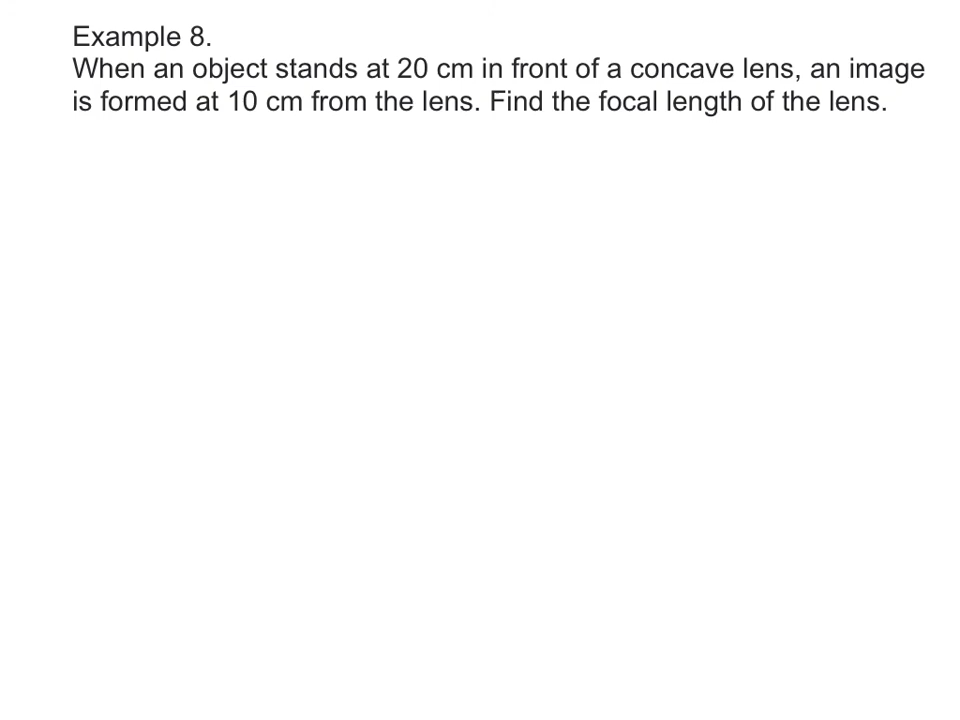 Example 8.
When an object stands at 20 cm in front of a concave lens, an image
is formed at 10 cm from the lens. Find the focal length of the lens.